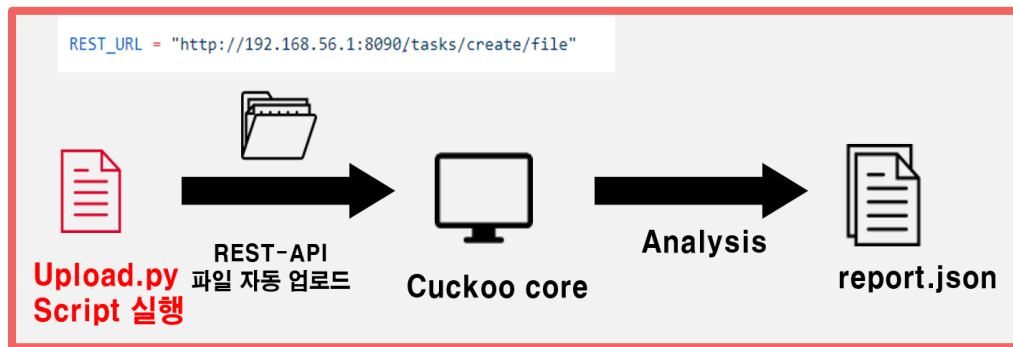 REST_URL = "http://192.168.56.1:8090/tasks/create/file"
REST-API
파일 자동 업로드
Upload.py
Script 실행
Cuckoo core
Analysis
report.json